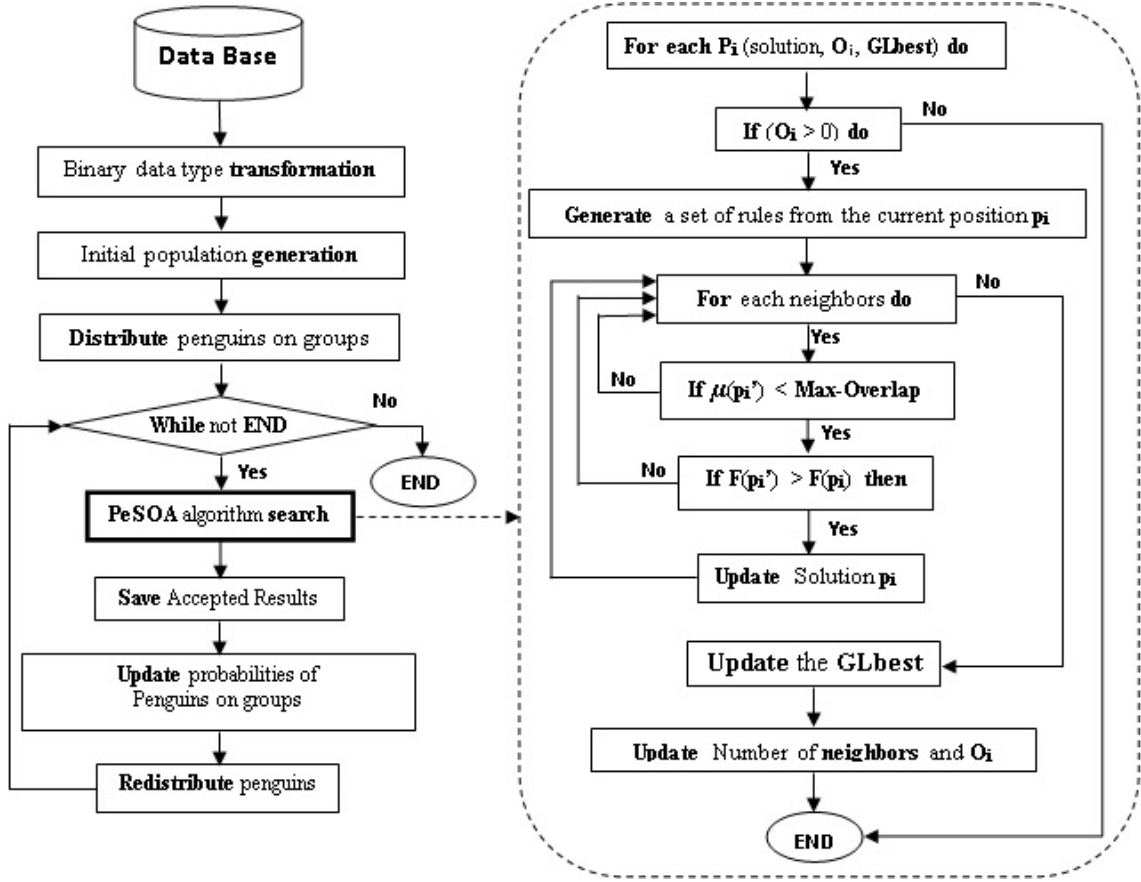 Data Base
Binary data type transformation
Initial population generation
Distribute penguins on groups
While not END
No
END
Yes
PeSOA algorithm search
Save Accepted Results
Update probabilities of
Penguins on groups
Redistribute penguins
For each Pi (solution, Oi, GLbest) do
If (Oi > 0) do
No
Yes
Generate a set of rules from the current position pi
For each neighbors do
No
Yes
If μ(pi') < Max-Overlap
No
Yes
If F(pi') > F(pi) then
No
Yes
Update Solution pi
Update the GLbest
Update Number of neighbors and Oi
END